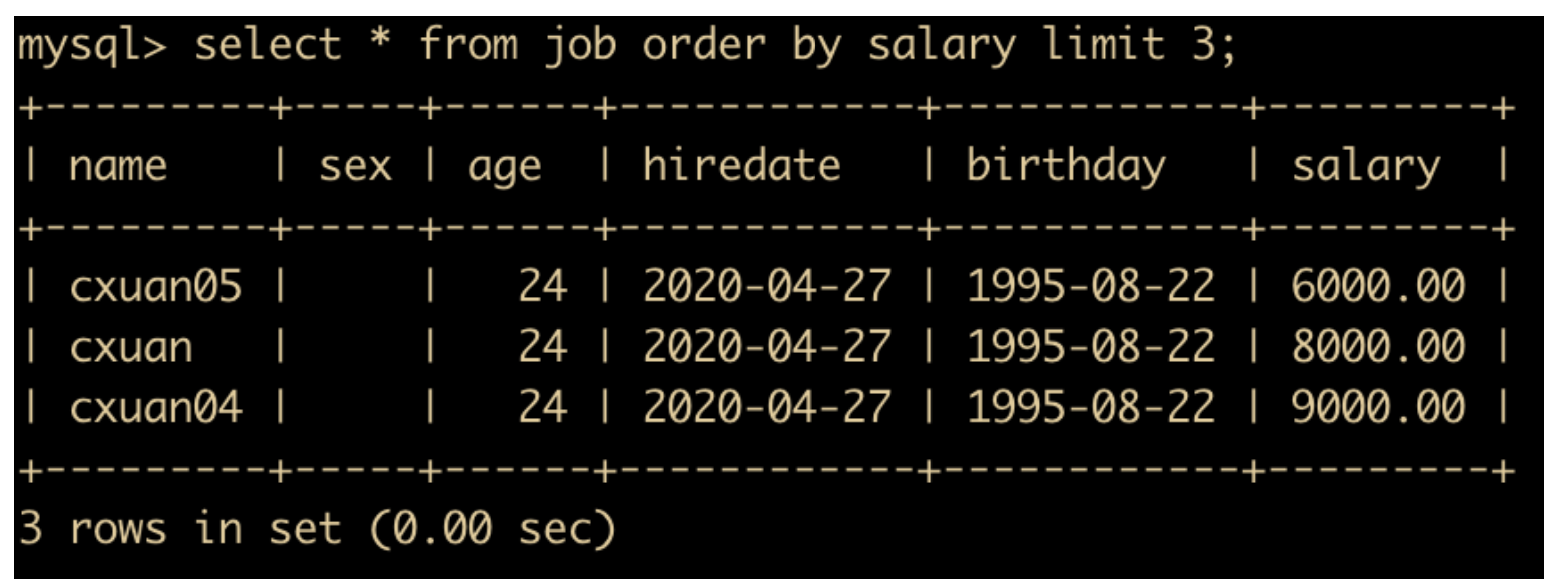 mysql> select * from job order by salary limit 3;
+---------+-----+------+------------+------------+---------+
| name    | sex | age  | hiredate   | birthday   | salary  |
+---------+-----+------+------------+------------+---------+
| cxuan05 |     |   24 | 2020-04-27 | 1995-08-22 | 6000.00 |
| cxuan   |     |   24 | 2020-04-27 | 1995-08-22 | 8000.00 |
| cxuan04 |     |   24 | 2020-04-27 | 1995-08-22 | 9000.00 |
+---------+-----+------+------------+------------+---------+
3 rows in set (0.00 sec)